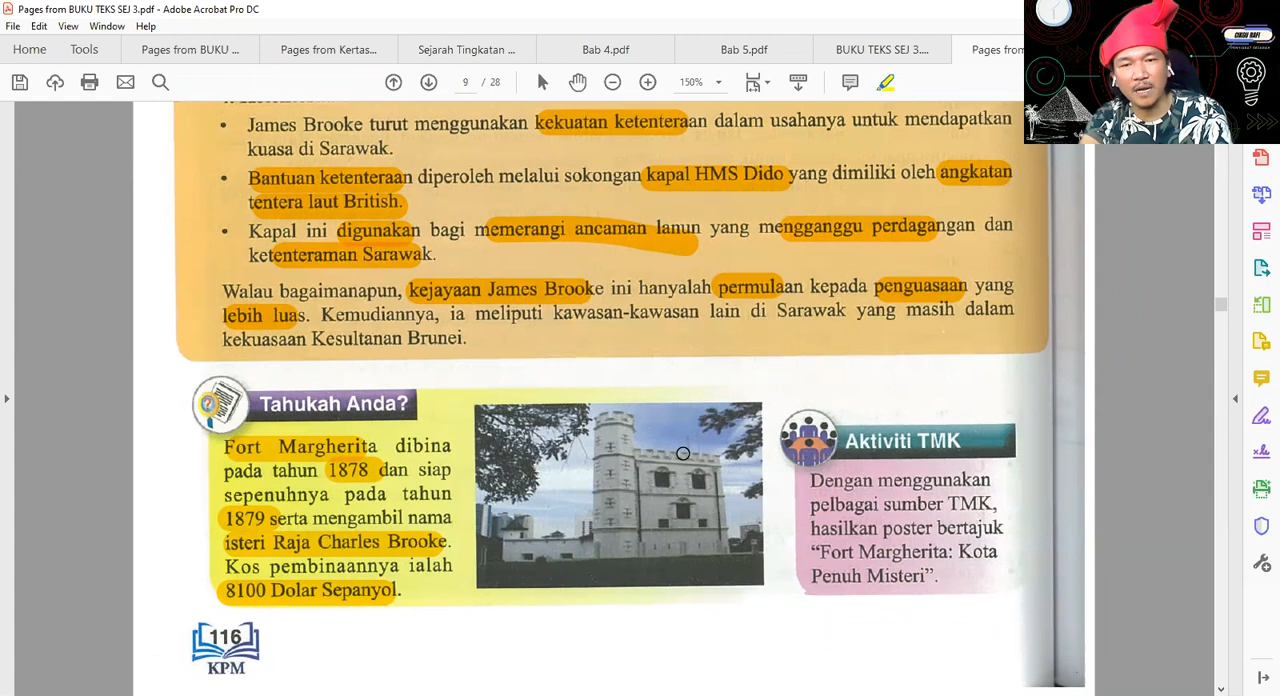 Pages from BUKU TEKS SEJ 3.pdf - Adobe Acrobat Pro DC
File Edit View Window Help
Home Tools Pages from BUKU ... Pages from Kertas... Sejarah Tingkatan ... Bab 4.pdf Bab 5.pdf BUKU TEKS SEJ 3.... Pages from
9 / 28 150%
CIKGU RAFI
• James Brooke turut menggunakan kekuatan ketenteraan dalam usahanya untuk mendapatkan
kuasa di Sarawak.
• Bantuan ketenteraan diperoleh melalui sokongan kapal HMS Dido yang dimiliki oleh angkatan
tentera laut British.
• Kapal ini digunakan bagi memerangi ancaman lanun yang mengganggu perdagangan dan
ketenteraman Sarawak.
Walau bagaimanapun, kejayaan James Brooke ini hanyalah permulaan kepada penguasaan yang
lebih luas. Kemudiannya, ia meliputi kawasan-kawasan lain di Sarawak yang masih dalam
kekuasaan Kesultanan Brunei.
Tahukah Anda?
Fort Margherita dibina
pada tahun 1878 dan siap
sepenuhnya pada tahun
1879 serta mengambil nama
isteri Raja Charles Brooke.
Kos pembinaannya ialah
8100 Dolar Sepanyol.
Aktiviti TMK
Dengan menggunakan
pelbagai sumber TMK,
hasilkan poster bertajuk
“Fort Margherita: Kota
Penuh Misteri”.
116
KPM